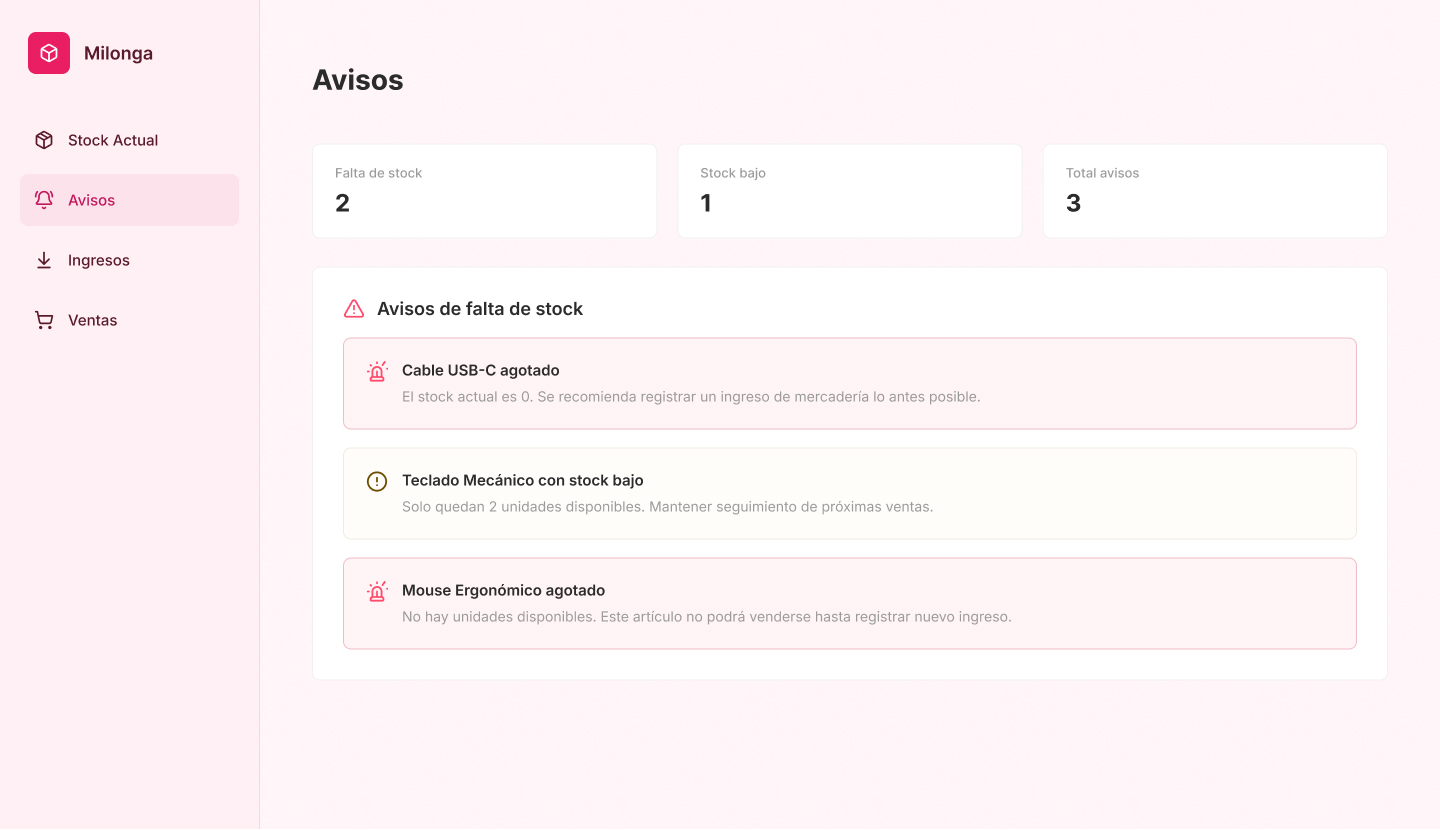 Milonga
Stock Actual
Avisos
Ingresos
Ventas
Avisos
Falta de stock
2
Stock bajo
1
Total avisos
3
Avisos de falta de stock
Cable USB-C agotado
El stock actual es 0. Se recomienda registrar un ingreso de mercadería lo antes posible.
Teclado Mecánico con stock bajo
Solo quedan 2 unidades disponibles. Mantener seguimiento de próximas ventas.
Mouse Ergonómico agotado
No hay unidades disponibles. Este artículo no podrá venderse hasta registrar nuevo ingreso.